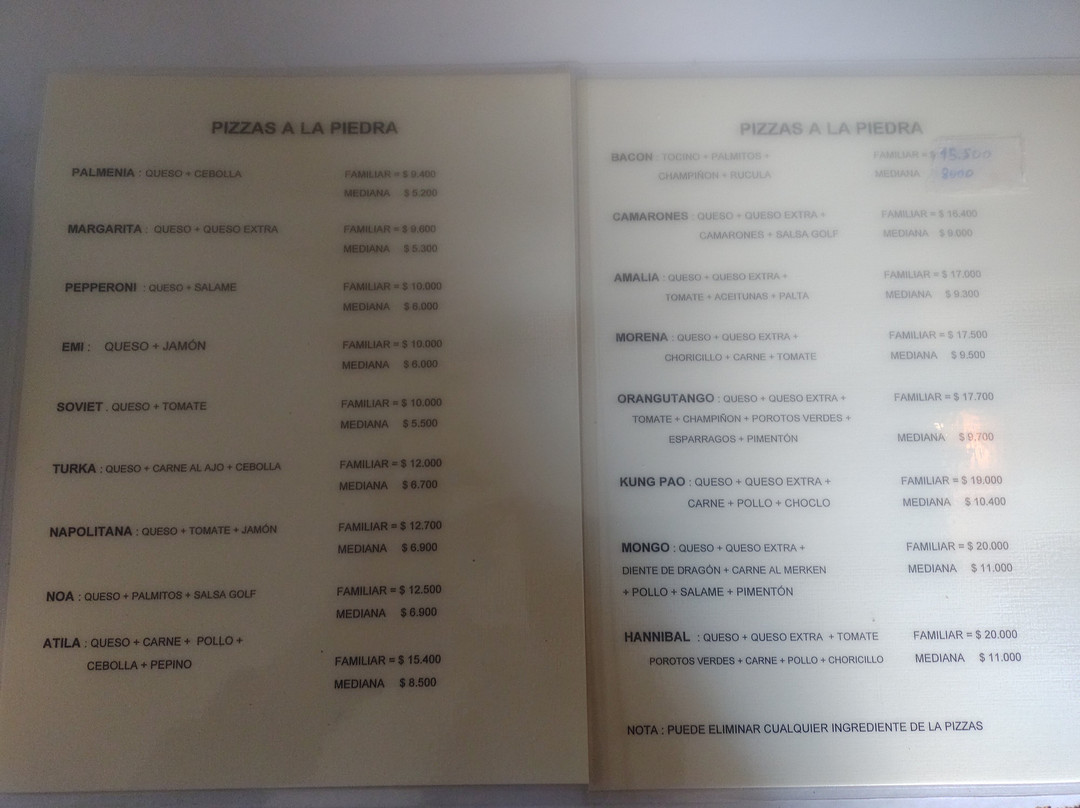 PIZZAS A LA PIEDRA
PALMENIA : QUESO + CEBOLLA FAMILIAR = $ 9.400
MEDIANA $ 5.200
MARGARITA : QUESO + QUESO EXTRA FAMILIAR = $ 9.600
MEDIANA $ 5.300
PEPPERONI : QUESO + SALAME FAMILIAR = $ 10.000
MEDIANA $ 6.000
EMI : QUESO + JAMÓN FAMILIAR = $ 10.000
MEDIANA $ 6.000
SOVIET . QUESO + TOMATE FAMILIAR = $ 10.000
MEDIANA $ 5.500
TURKA : QUESO + CARNE AL AJO + CEBOLLA FAMILIAR = $ 12.000
MEDIANA $ 6.700
NAPOLITANA : QUESO + TOMATE + JAMÓN FAMILIAR = $ 12.700
MEDIANA $ 6.900
NOA : QUESO + PALMITOS + SALSA GOLF FAMILIAR = $ 12.500
MEDIANA $ 6.900
ATILA : QUESO + CARNE + POLLO +
CEBOLLA + PEPINO FAMILIAR = $ 15.400
MEDIANA $ 8.500
PIZZAS A LA PIEDRA
BACON : TOCINO + PALMITOS + FAMILIAR = $ 15.500
CHAMPIÑON + RUCULA MEDIANA
CAMARONES : QUESO + QUESO EXTRA + FAMILIAR = $ 16.400
CAMARONES + SALSA GOLF MEDIANA $ 9.000
AMALIA : QUESO + QUESO EXTRA + FAMILIAR = $ 17.000
TOMATE + ACEITUNAS + PALTA MEDIANA $ 9.300
MORENA : QUESO + QUESO EXTRA + FAMILIAR = $ 17.500
CHORICILLO + CARNE + TOMATE MEDIANA $ 9.500
ORANGUTANGO : QUESO + QUESO EXTRA + FAMILIAR = $ 17.700
TOMATE + CHAMPIÑON + POROTOS VERDES +
ESPARRAGOS + PIMENTÓN MEDIANA $ 9.700
KUNG PAO : QUESO + QUESO EXTRA + FAMILIAR = $ 19.000
CARNE + POLLO + CHOCLO MEDIANA $ 10.400
MONGO : QUESO + QUESO EXTRA + FAMILIAR = $ 20.000
DIENTE DE DRAGÓN + CARNE AL MERKEN MEDIANA $ 11.000
+ POLLO + SALAME + PIMENTÓN
HANNIBAL : QUESO + QUESO EXTRA + TOMATE FAMILIAR = $ 20.000
POROTOS VERDES + CARNE + POLLO + CHORICILLO MEDIANA $ 11.000
NOTA : PUEDE ELIMINAR CUALQUIER INGREDIENTE DE LA PIZZAS